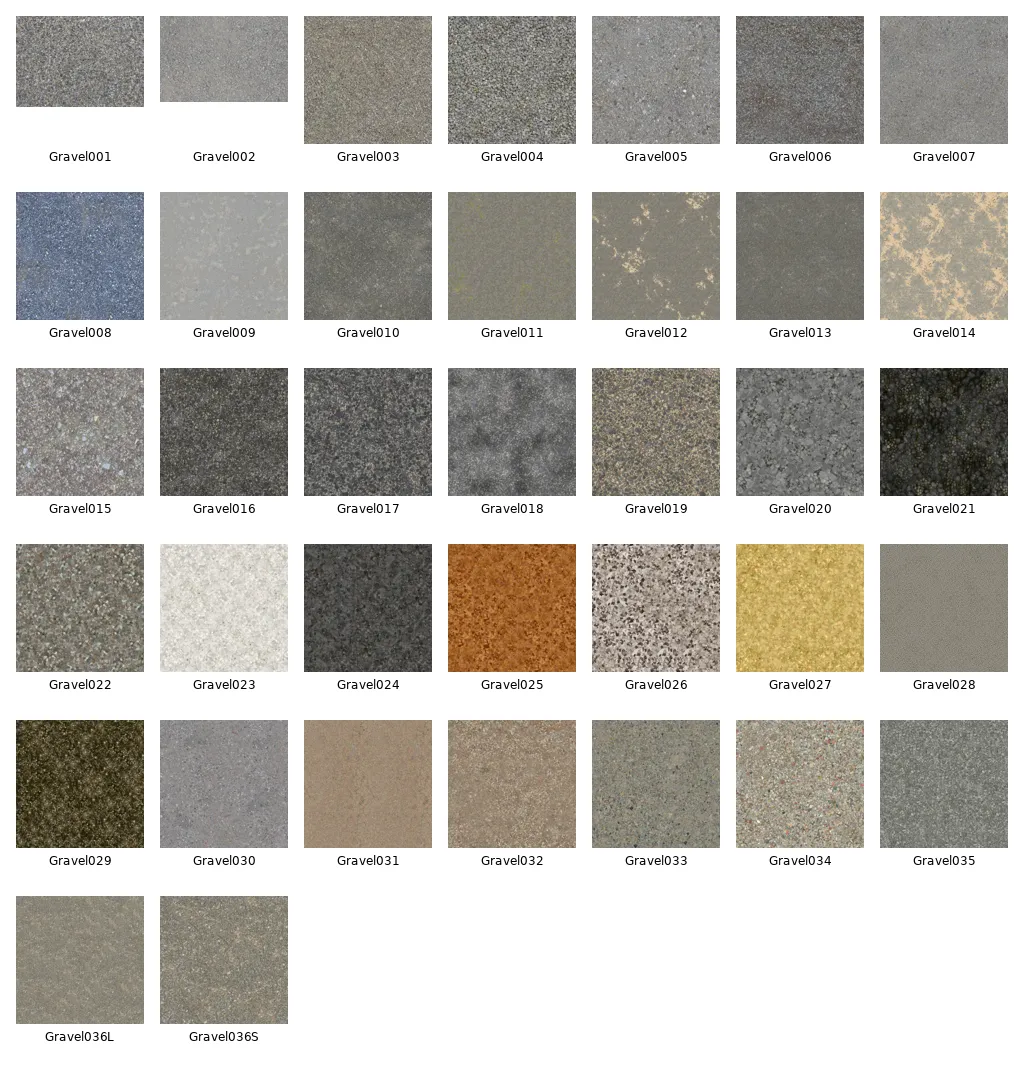 Gravel001 Gravel002 Gravel003 Gravel004 Gravel005 Gravel006 Gravel007
Gravel008 Gravel009 Gravel010 Gravel011 Gravel012 Gravel013 Gravel014
Gravel015 Gravel016 Gravel017 Gravel018 Gravel019 Gravel020 Gravel021
Gravel022 Gravel023 Gravel024 Gravel025 Gravel026 Gravel027 Gravel028
Gravel029 Gravel030 Gravel031 Gravel032 Gravel033 Gravel034 Gravel035
Gravel036L Gravel036S